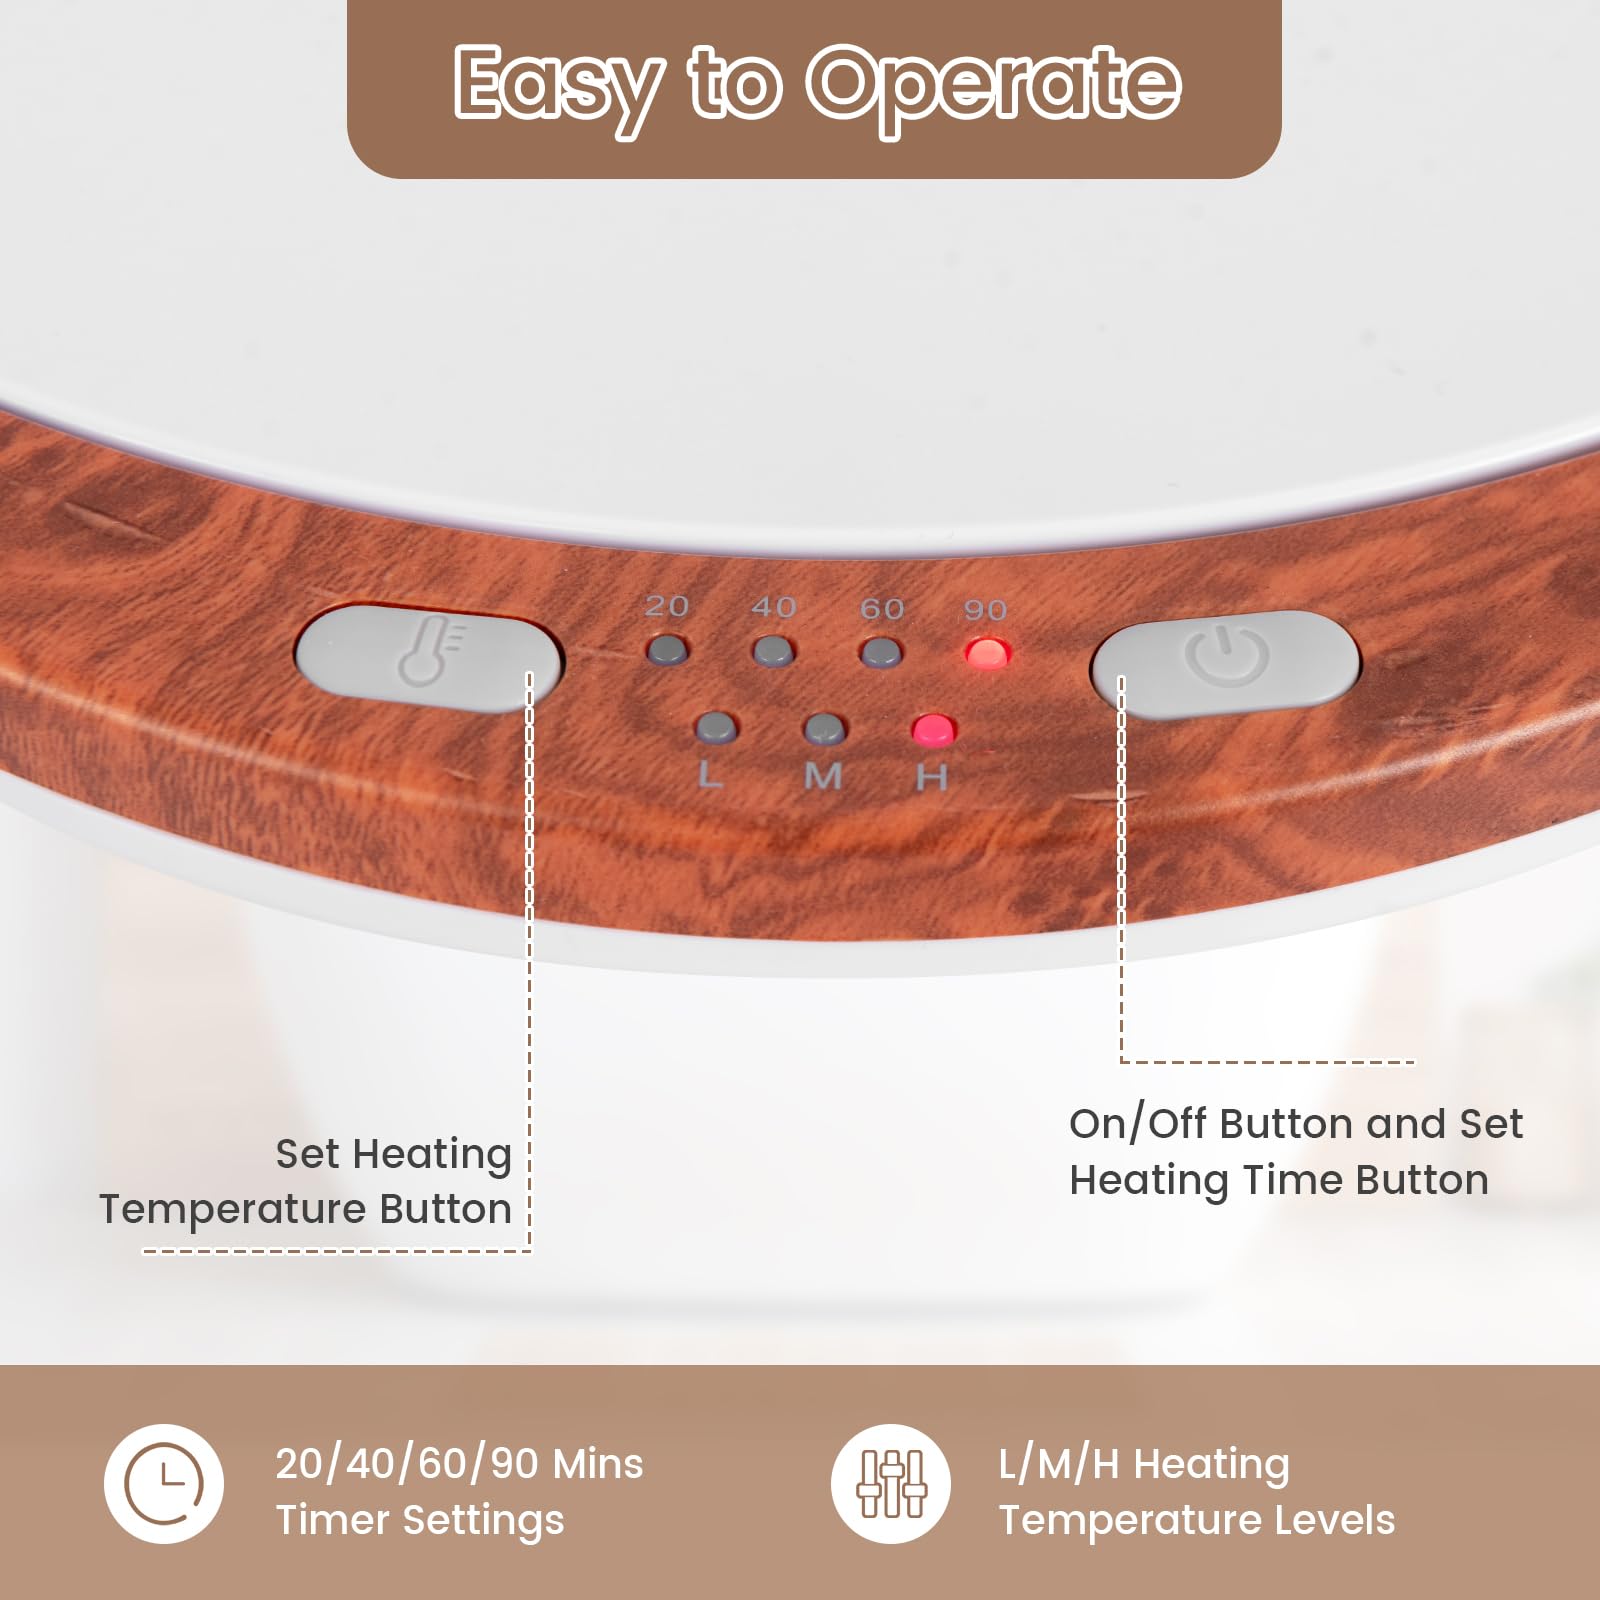 Easy to Operate
20 40 60 90
L M H
Set Heating
Temperature Button
On/Off Button and Set
Heating Time Button
20/40/60/90 Mins
Timer Settings
L/M/H Heating
Temperature Levels